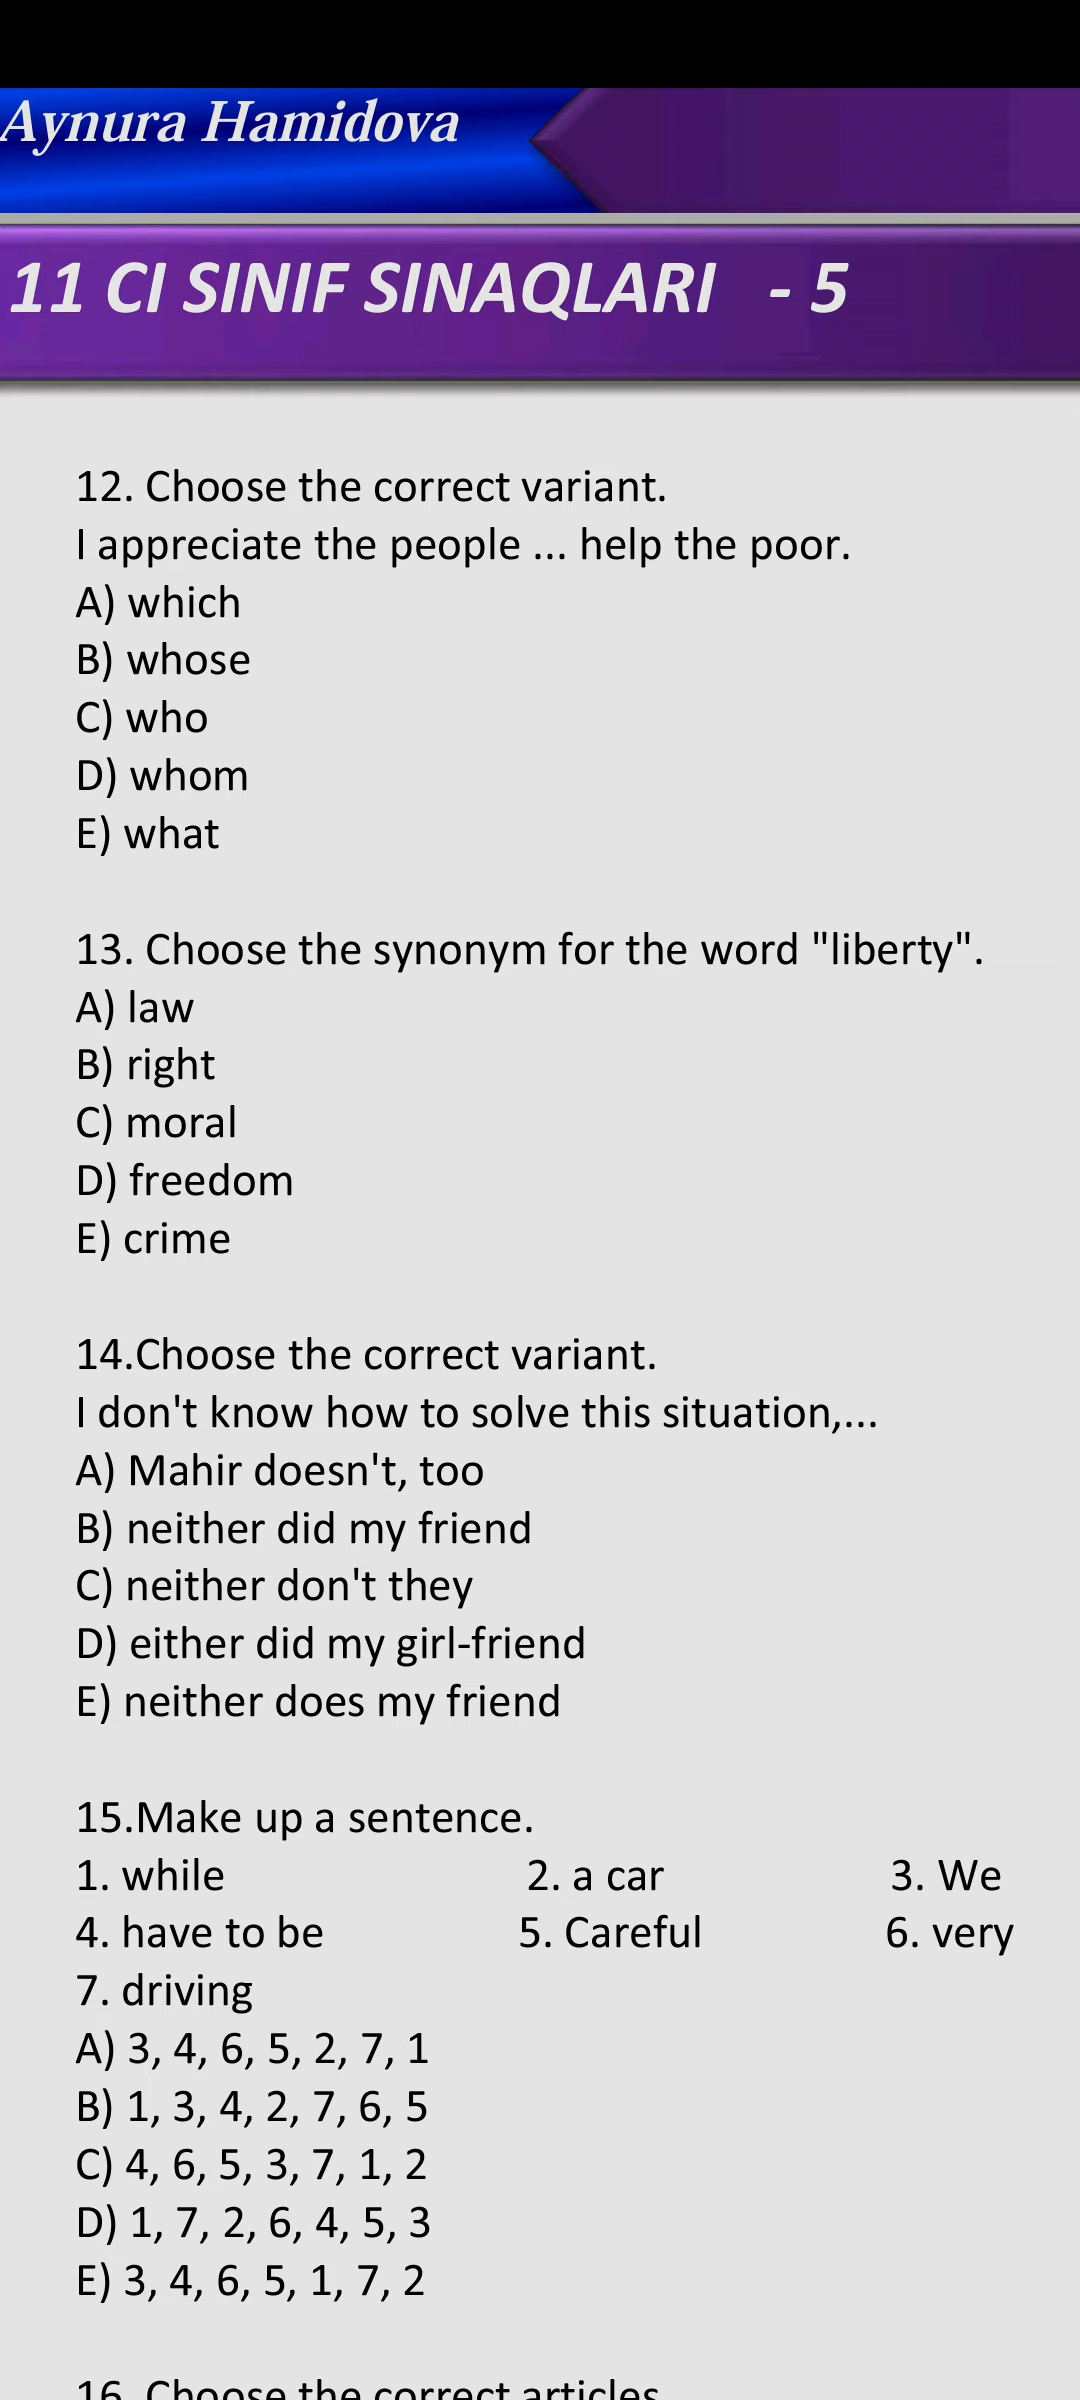 Aynura Hamidova
11 CI SINIF SINAQLARI - 5
12. Choose the correct variant.
I appreciate the people ... help the poor.
A) which
B) whose
C) who
D) whom
E) what
13. Choose the synonym for the word "liberty".
A) law
B) right
C) moral
D) freedom
E) crime
14.Choose the correct variant.
I don't know how to solve this situation,...
A) Mahir doesn't, too
B) neither did my friend
C) neither don't they
D) either did my girl-friend
E) neither does my friend
15.Make up a sentence.
1. while 2. a car 3. We
4. have to be 5. Careful 6. very
7. driving
A) 3, 4, 6, 5, 2, 7, 1
B) 1, 3, 4, 2, 7, 6, 5
C) 4, 6, 5, 3, 7, 1, 2
D) 1, 7, 2, 6, 4, 5, 3
E) 3, 4, 6, 5, 1, 7, 2
16. Choose the correct articles